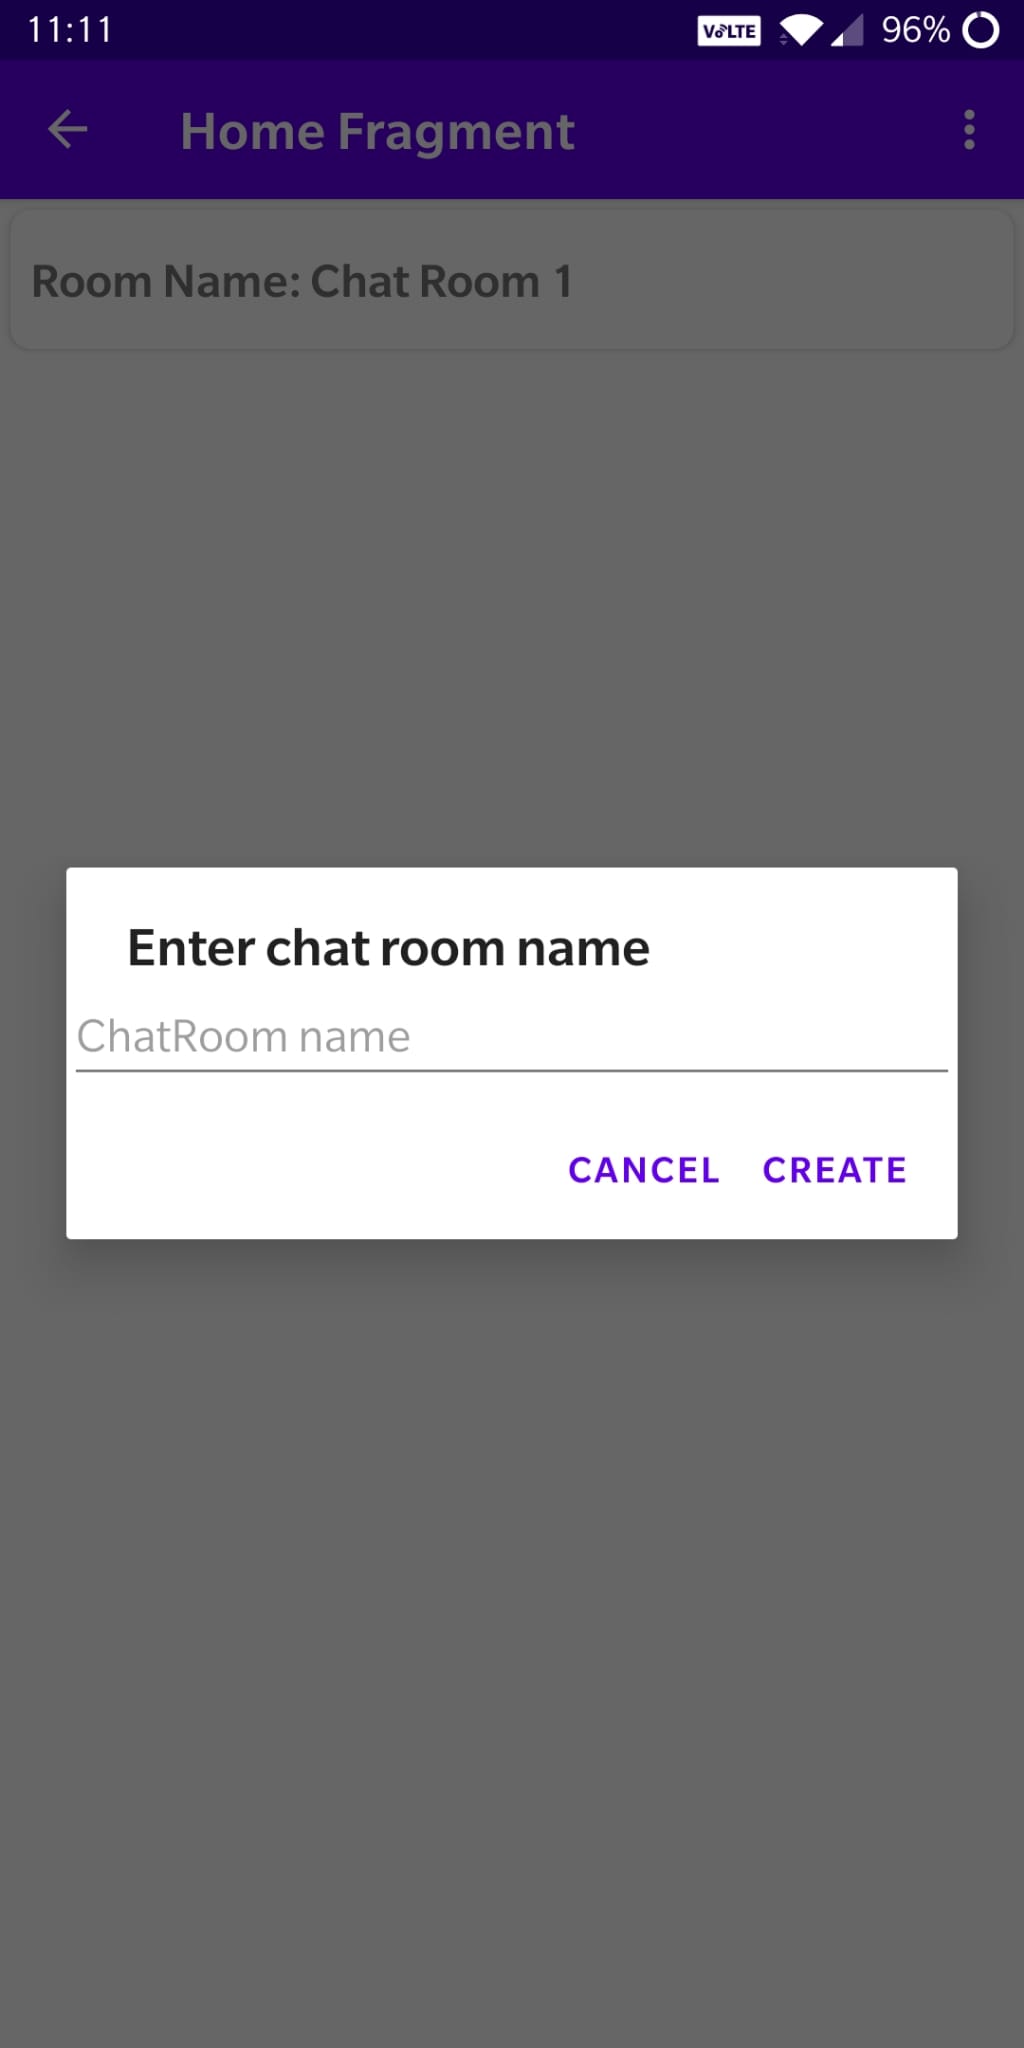 11:11 VoLTE 96%
Home Fragment
Room Name: Chat Room 1
Enter chat room name
ChatRoom name
CANCEL CREATE